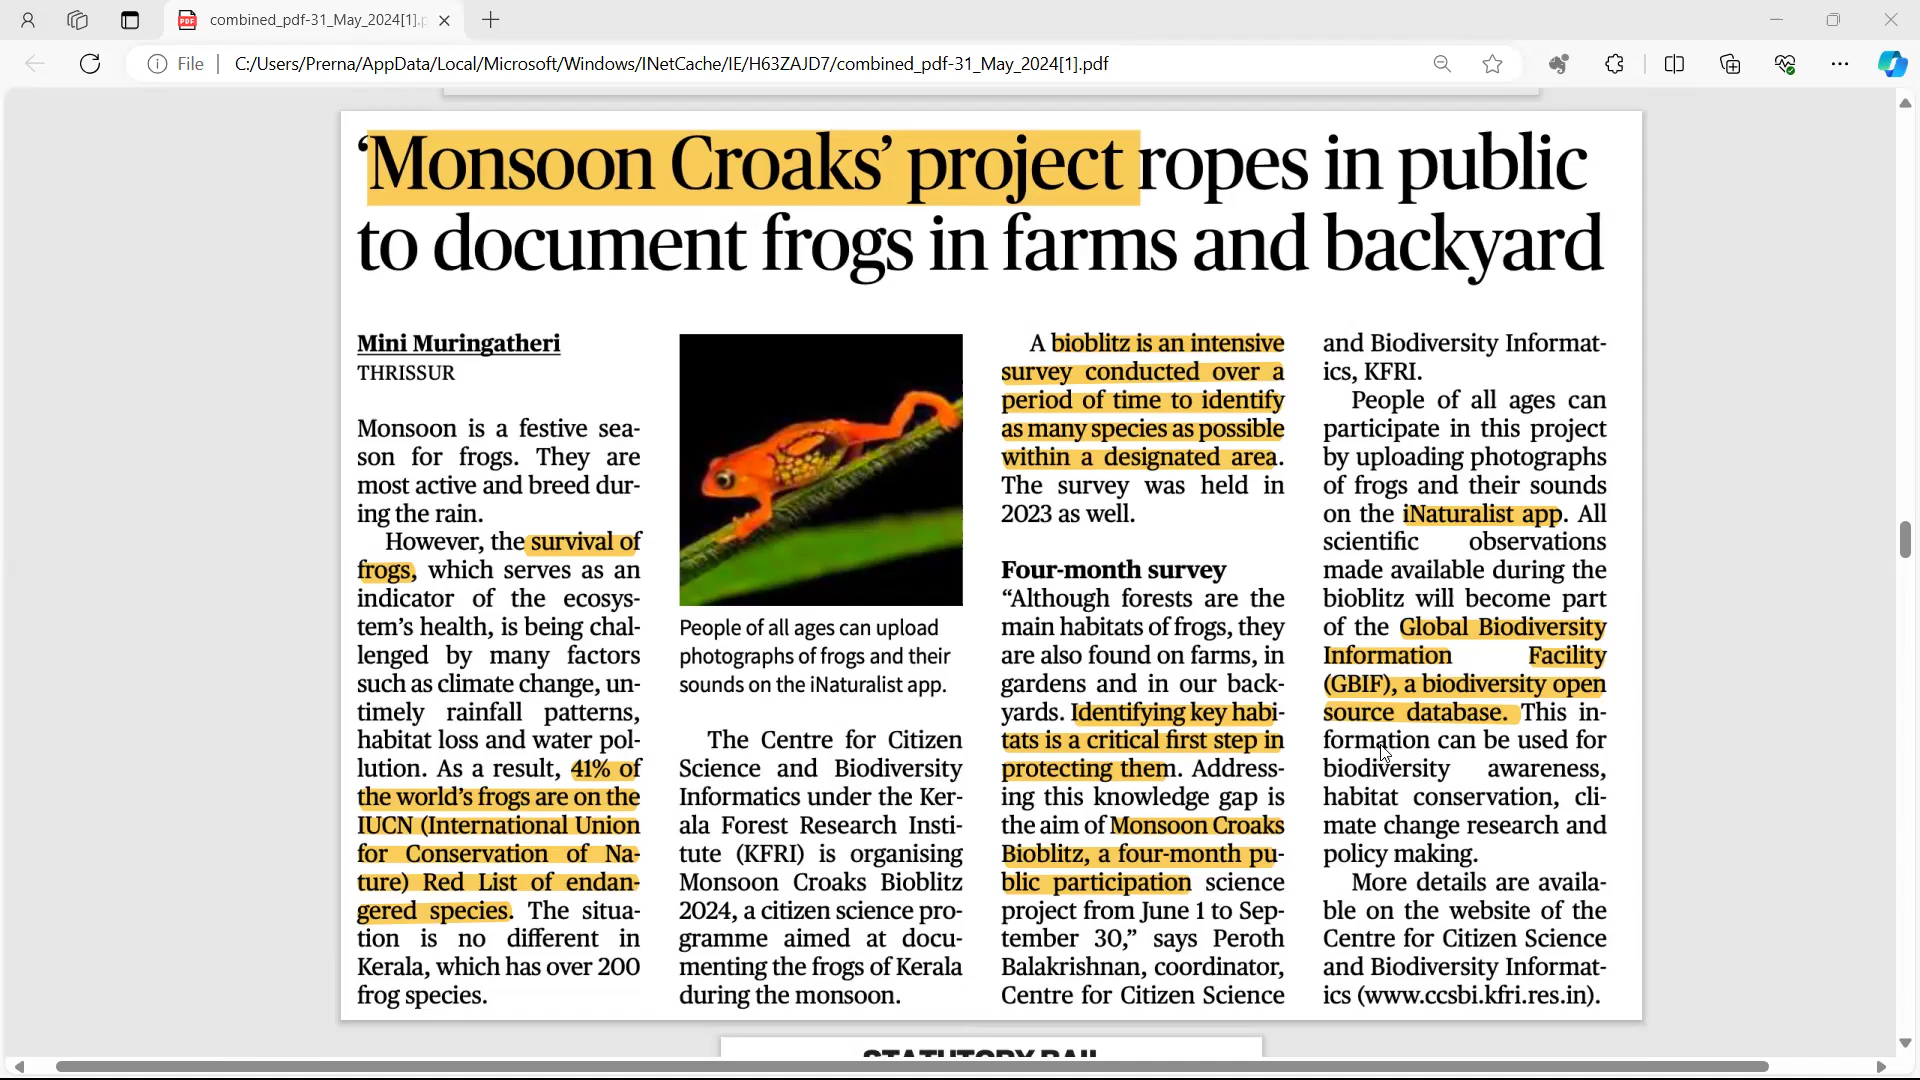 combined_pdf-31_May_2024[1].p
File
C:/Users/Prerna/AppData/Local/Microsoft/Windows/INetCache/IE/H63ZAJD7/combined_pdf-31_May_2024[1].pdf
‘Monsoon Croaks’ project ropes in public
to document frogs in farms and backyard
Mini Muringatheri
THRISSUR
Monsoon is a festive sea-
son for frogs. They are
most active and breed dur-
ing the rain.
However, the survival of
frogs, which serves as an
indicator of the ecosys-
tem’s health, is being chal-
lenged by many factors
such as climate change, un-
timely rainfall patterns,
habitat loss and water pol-
lution. As a result, 41% of
the world’s frogs are on the
IUCN (International Union
for Conservation of Na-
ture) Red List of endan-
gered species. The situa-
tion is no different in
Kerala, which has over 200
frog species.
People of all ages can upload
photographs of frogs and their
sounds on the iNaturalist app.
The Centre for Citizen
Science and Biodiversity
Informatics under the Ker-
ala Forest Research Insti-
tute (KFRI) is organising
Monsoon Croaks Bioblitz
2024, a citizen science pro-
gramme aimed at docu-
menting the frogs of Kerala
during the monsoon.
A bioblitz is an intensive
survey conducted over a
period of time to identify
as many species as possible
within a designated area.
The survey was held in
2023 as well.
Four-month survey
“Although forests are the
main habitats of frogs, they
are also found on farms, in
gardens and in our back-
yards. Identifying key habi-
tats is a critical first step in
protecting them. Address-
ing this knowledge gap is
the aim of Monsoon Croaks
Bioblitz, a four-month pu-
blic participation science
project from June 1 to Sep-
tember 30,” says Peroth
Balakrishnan, coordinator,
Centre for Citizen Science
and Biodiversity Informat-
ics, KFRI.
People of all ages can
participate in this project
by uploading photographs
of frogs and their sounds
on the iNaturalist app. All
scientific observations
made available during the
bioblitz will become part
of the Global Biodiversity
Information Facility
(GBIF), a biodiversity open
source database. This in-
formation can be used for
biodiversity awareness,
habitat conservation, cli-
mate change research and
policy making.
More details are availa-
ble on the website of the
Centre for Citizen Science
and Biodiversity Informat-
ics (www.ccsbi.kfri.res.in).
STATUTORY BAIL